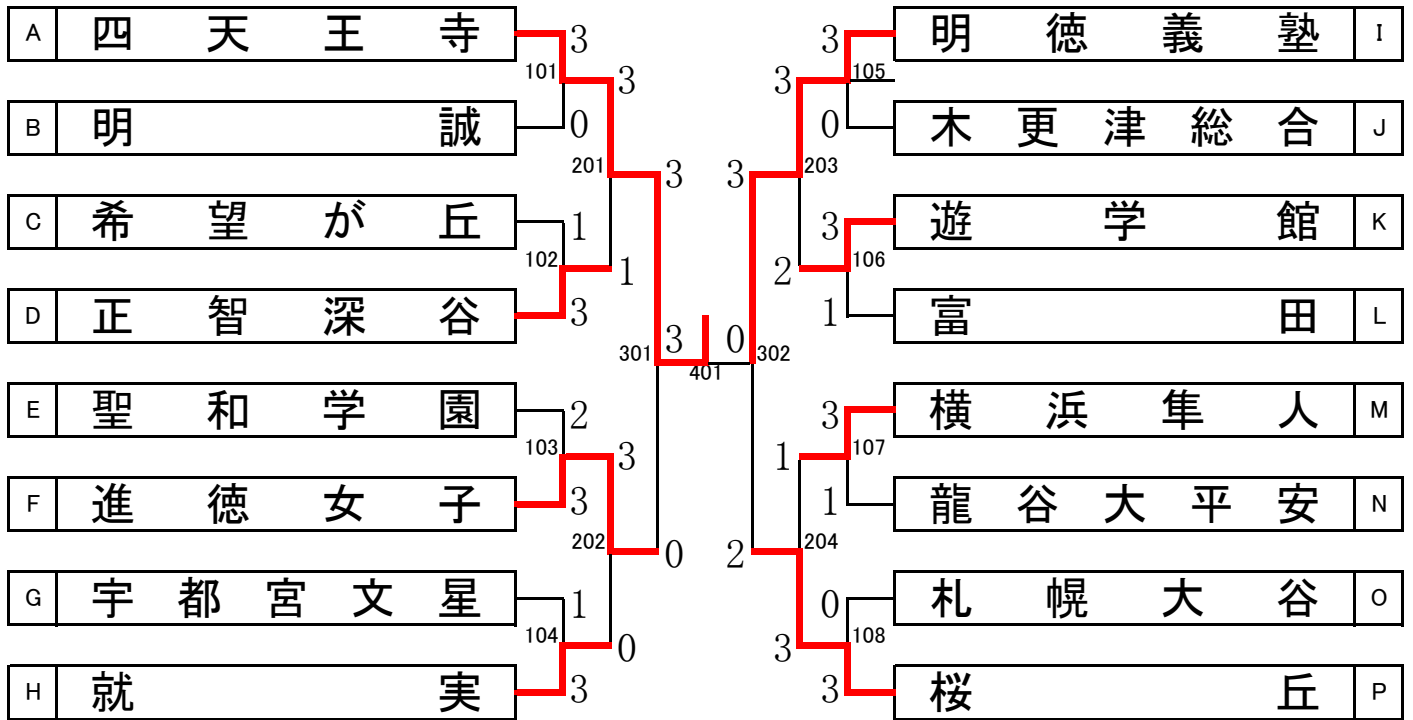 A 四天王寺 3 3 明徳義塾 I
101 3 3 105
B 明誠 0 0 木更津総合 J
201 3 3 203
C 希望が丘 1 3 遊学館 K
102 1 2 106
D 正智深谷 3 1 富田 L
301 3 401 0 302
E 聖和学園 2 3 横浜隼人 M
103 3 1 107
F 進徳女子 3 1 龍谷大平安 N
202 0 2 204
G 宇都宮文星 1 0 札幌大谷 O
104 0 3 108
H 就実 3 3 桜丘 P